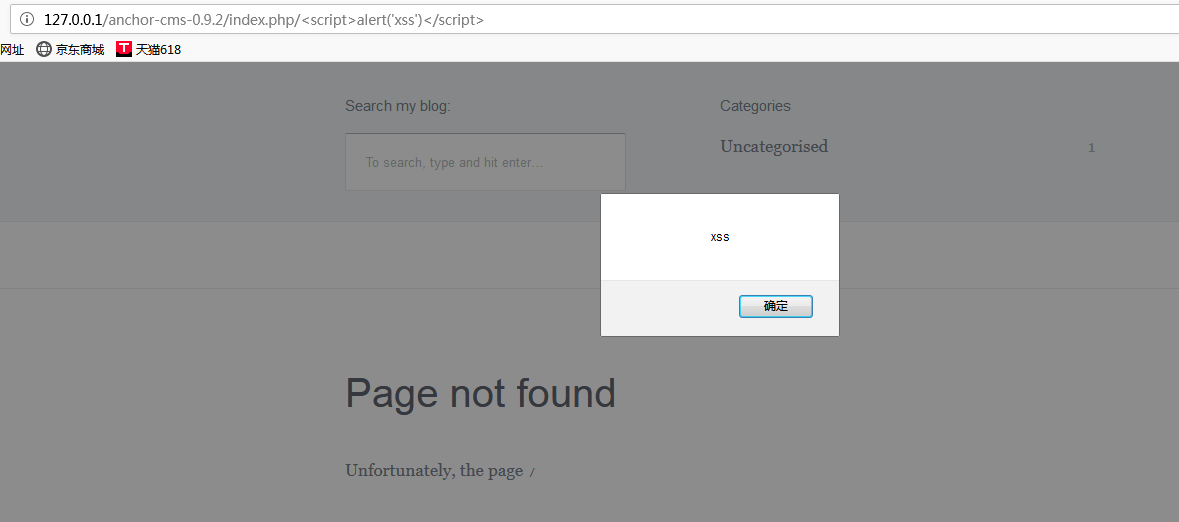 127.0.0.1/anchor-cms-0.9.2/index.php/<script>alert('xss')</script>
网址 京东商城 T 天猫618
Search my blog:
Categories
To search, type and hit enter...
Uncategorised 1
xss
确定
Page not found
Unfortunately, the page /